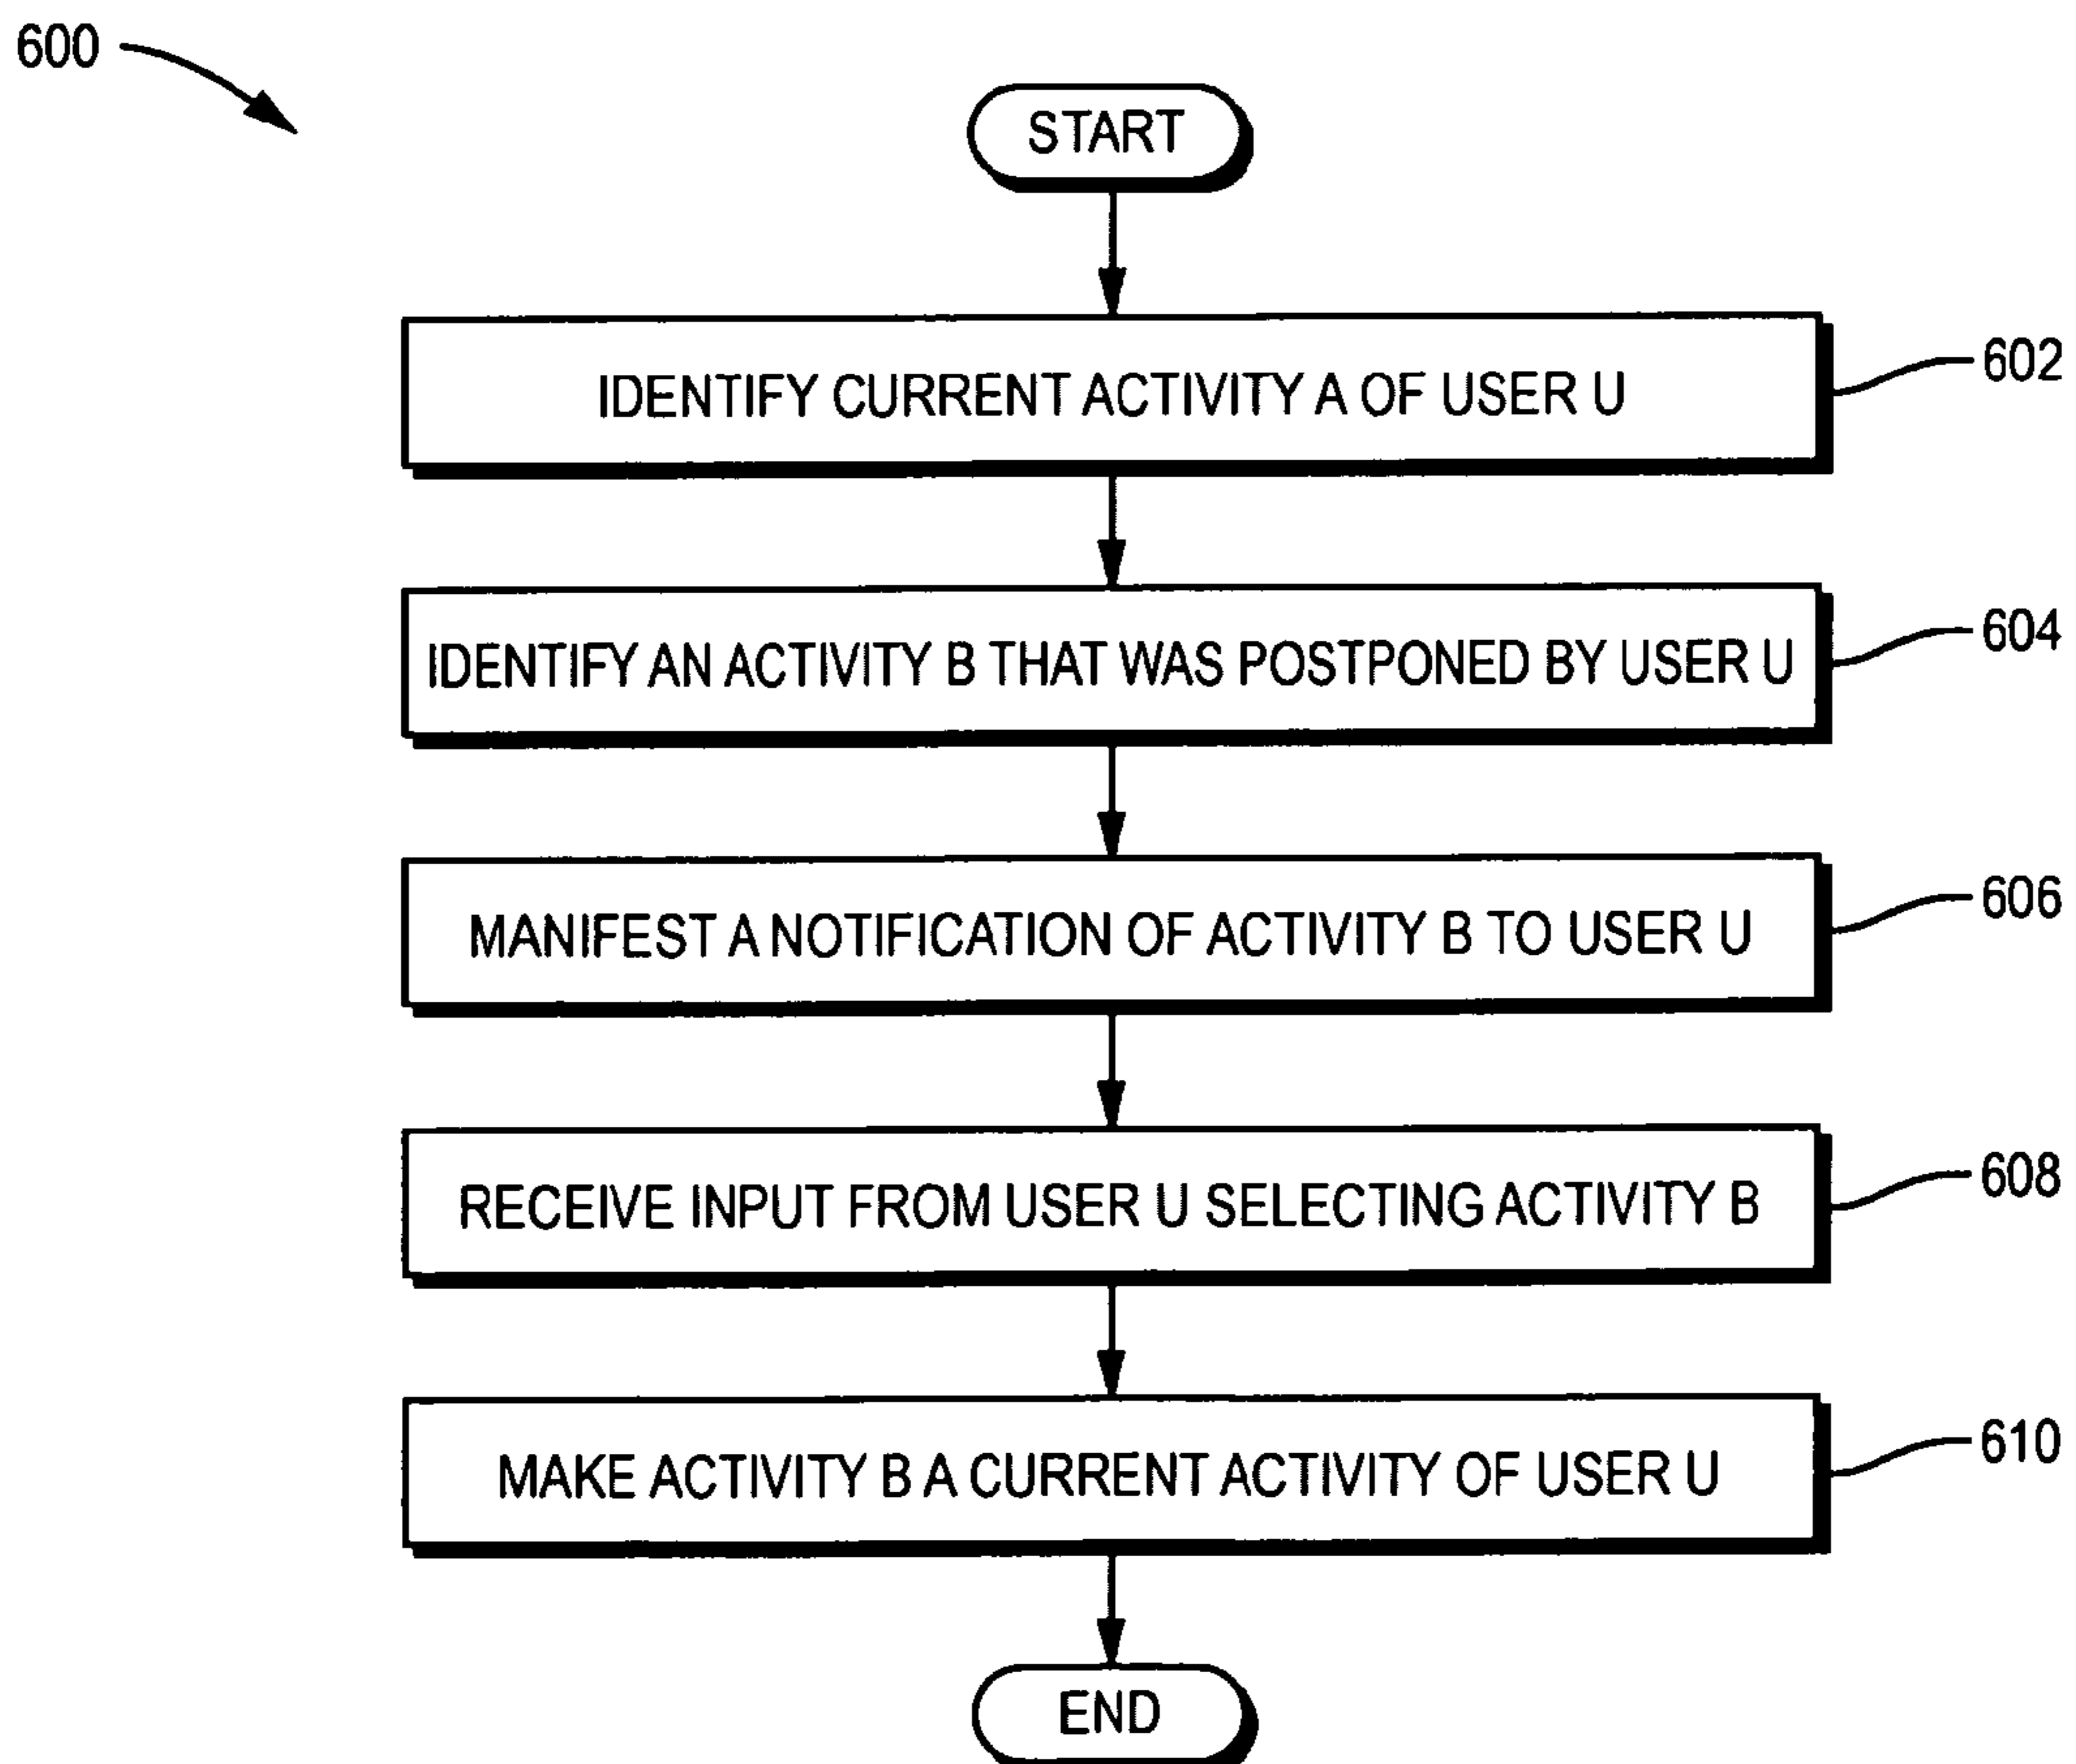 600
START
IDENTIFY CURRENT ACTIVITY A OF USER U
602
IDENTIFY AN ACTIVITY B THAT WAS POSTPONED BY USER U
604
MANIFEST A NOTIFICATION OF ACTIVITY B TO USER U
606
RECEIVE INPUT FROM USER U SELECTING ACTIVITY B
608
MAKE ACTIVITY B A CURRENT ACTIVITY OF USER U
610
END